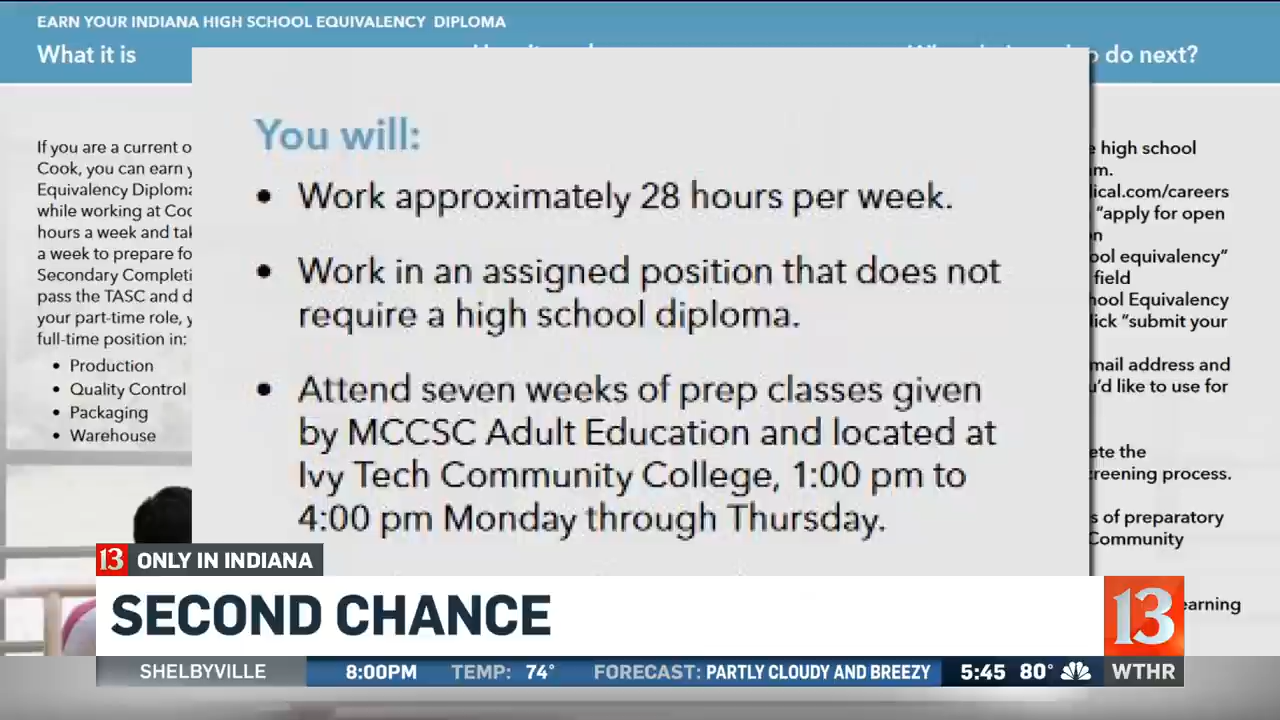 EARN YOUR INDIANA HIGH SCHOOL EQUIVALENCY DIPLOMA
What it is
do next?
If you are a current o
Cook, you can earn y
Equivalency Diploma
while working at Coo
hours a week and tak
a week to prepare fo
Secondary Completi
pass the TASC and d
your part-time role, y
full-time position in:
• Production
• Quality Control
• Packaging
• Warehouse
You will:
• Work approximately 28 hours per week.
• Work in an assigned position that does not
require a high school diploma.
• Attend seven weeks of prep classes given
by MCCSC Adult Education and located at
Ivy Tech Community College, 1:00 pm to
4:00 pm Monday through Thursday.
e high school
m.
lical.com/careers
"apply for open
n
ool equivalency"
field
hool Equivalency
lick "submit your
mail address and
u'd like to use for
ete the
creening process.
s of preparatory
Community
earning
13 ONLY IN INDIANA
SECOND CHANCE
13
SHELBYVILLE 8:00PM TEMP: 74° FORECAST: PARTLY CLOUDY AND BREEZY 5:45 80° WTHR